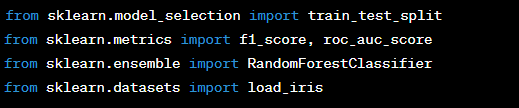 from sklearn.model_selection import train_test_split
from sklearn.metrics import f1_score, roc_auc_score
from sklearn.ensemble import RandomForestClassifier
from sklearn.datasets import load_iris